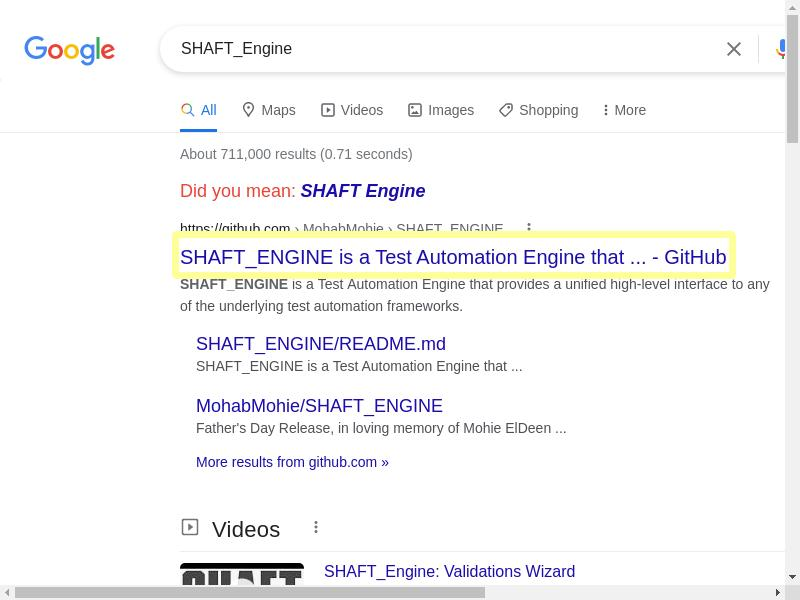 Google
SHAFT_Engine
All
Maps
Videos
Images
Shopping
More
About 711,000 results (0.71 seconds)
Did you mean: SHAFT Engine
https://github.com › MohabMohie › SHAFT_ENGINE
SHAFT_ENGINE is a Test Automation Engine that ... - GitHub
SHAFT_ENGINE is a Test Automation Engine that provides a unified high-level interface to any
of the underlying test automation frameworks.
SHAFT_ENGINE/README.md
SHAFT_ENGINE is a Test Automation Engine that ...
MohabMohie/SHAFT_ENGINE
Father's Day Release, in loving memory of Mohie ElDeen ...
More results from github.com »
Videos
SHAFT
SHAFT_Engine: Validations Wizard